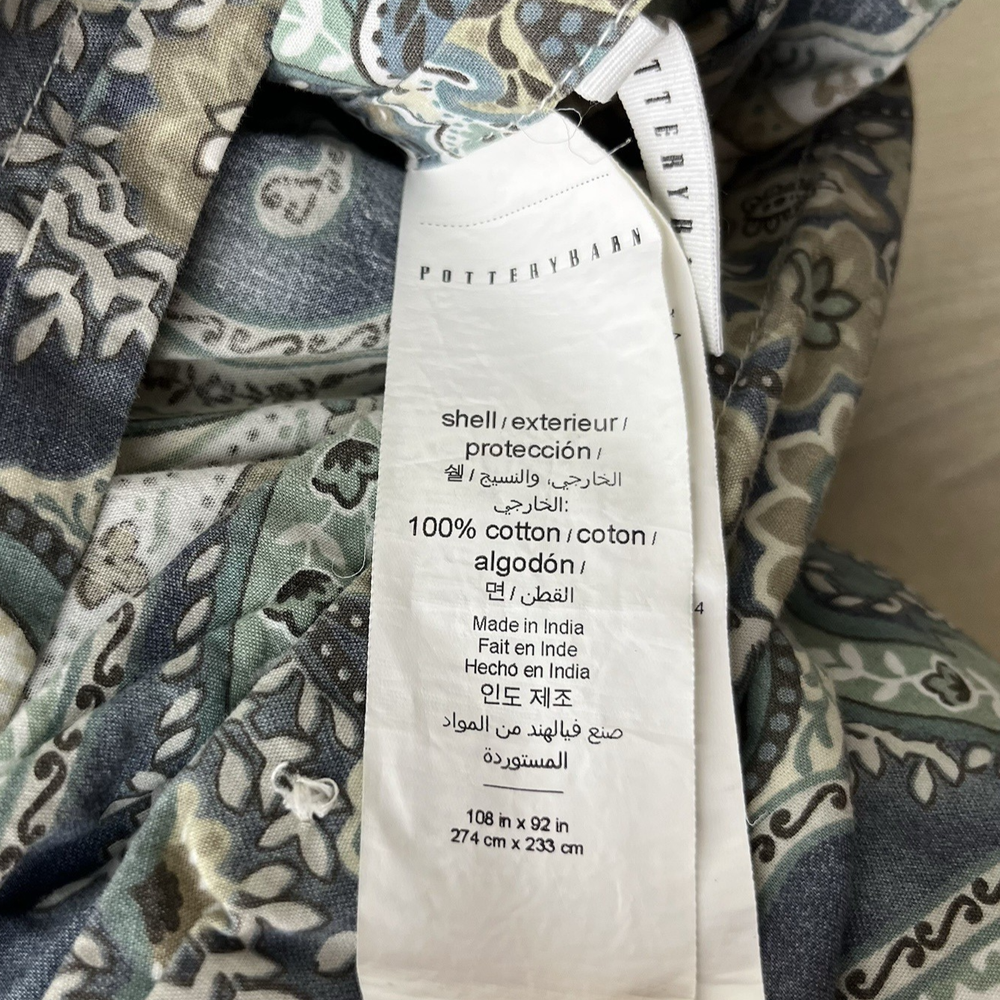 TTERYB
POTTERYBARN
shell / exterieur /
protección /
쉘 / الخارجي، والنسيج
الخارجي:
100% cotton / coton /
algodón /
면 / القطن
4
Made in India
Fait en Inde
Hecho en India
인도 제조
صنع فيالهند من المواد
المستوردة
108 in x 92 in
274 cm x 233 cm